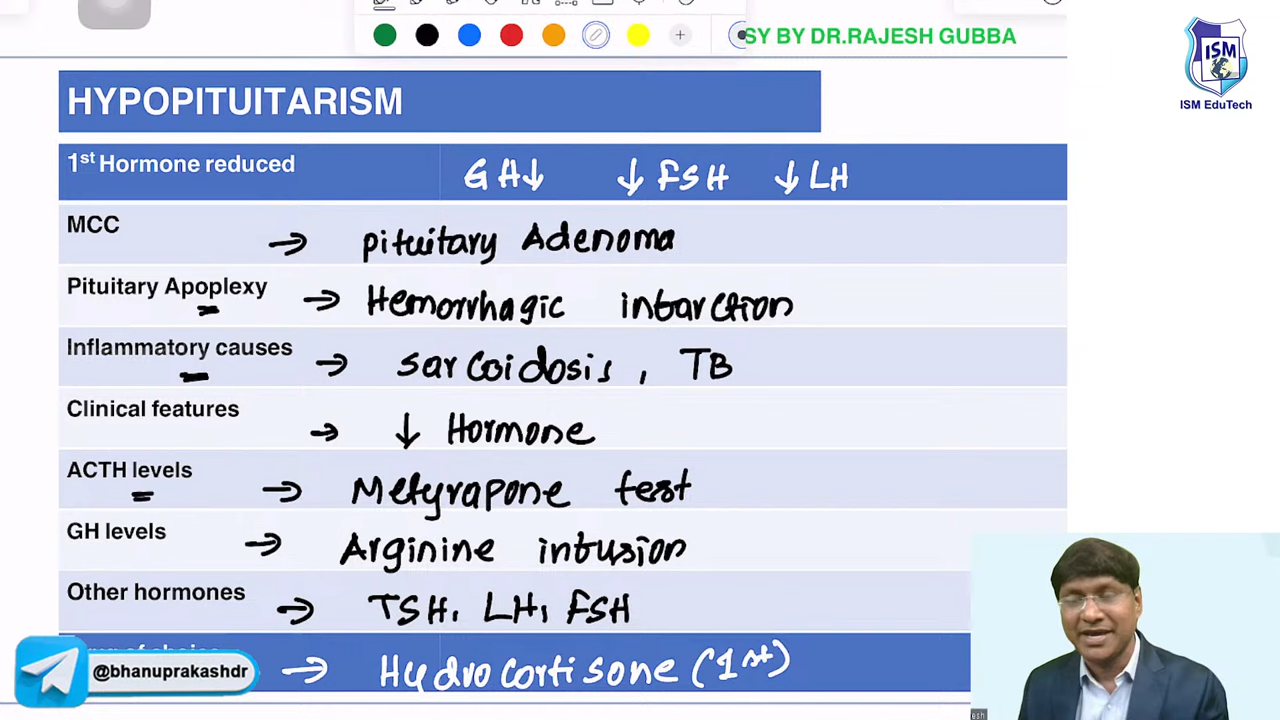 SY BY DR.RAJESH GUBBA
ISM
ISM EduTech
HYPOPITUITARISM
1st Hormone reduced GH↓ ↓FSH ↓LH
MCC → pituitary Adenoma
Pituitary Apoplexy → Hemorrhagic infarction
Inflammatory causes → sarcoidosis, TB
Clinical features → ↓ Hormone
ACTH levels → Metyrapone test
GH levels → Arginine infusion
Other hormones → TSH, LH, FSH
→ Hydrocortisone (1st)
@bhanuprakashdr